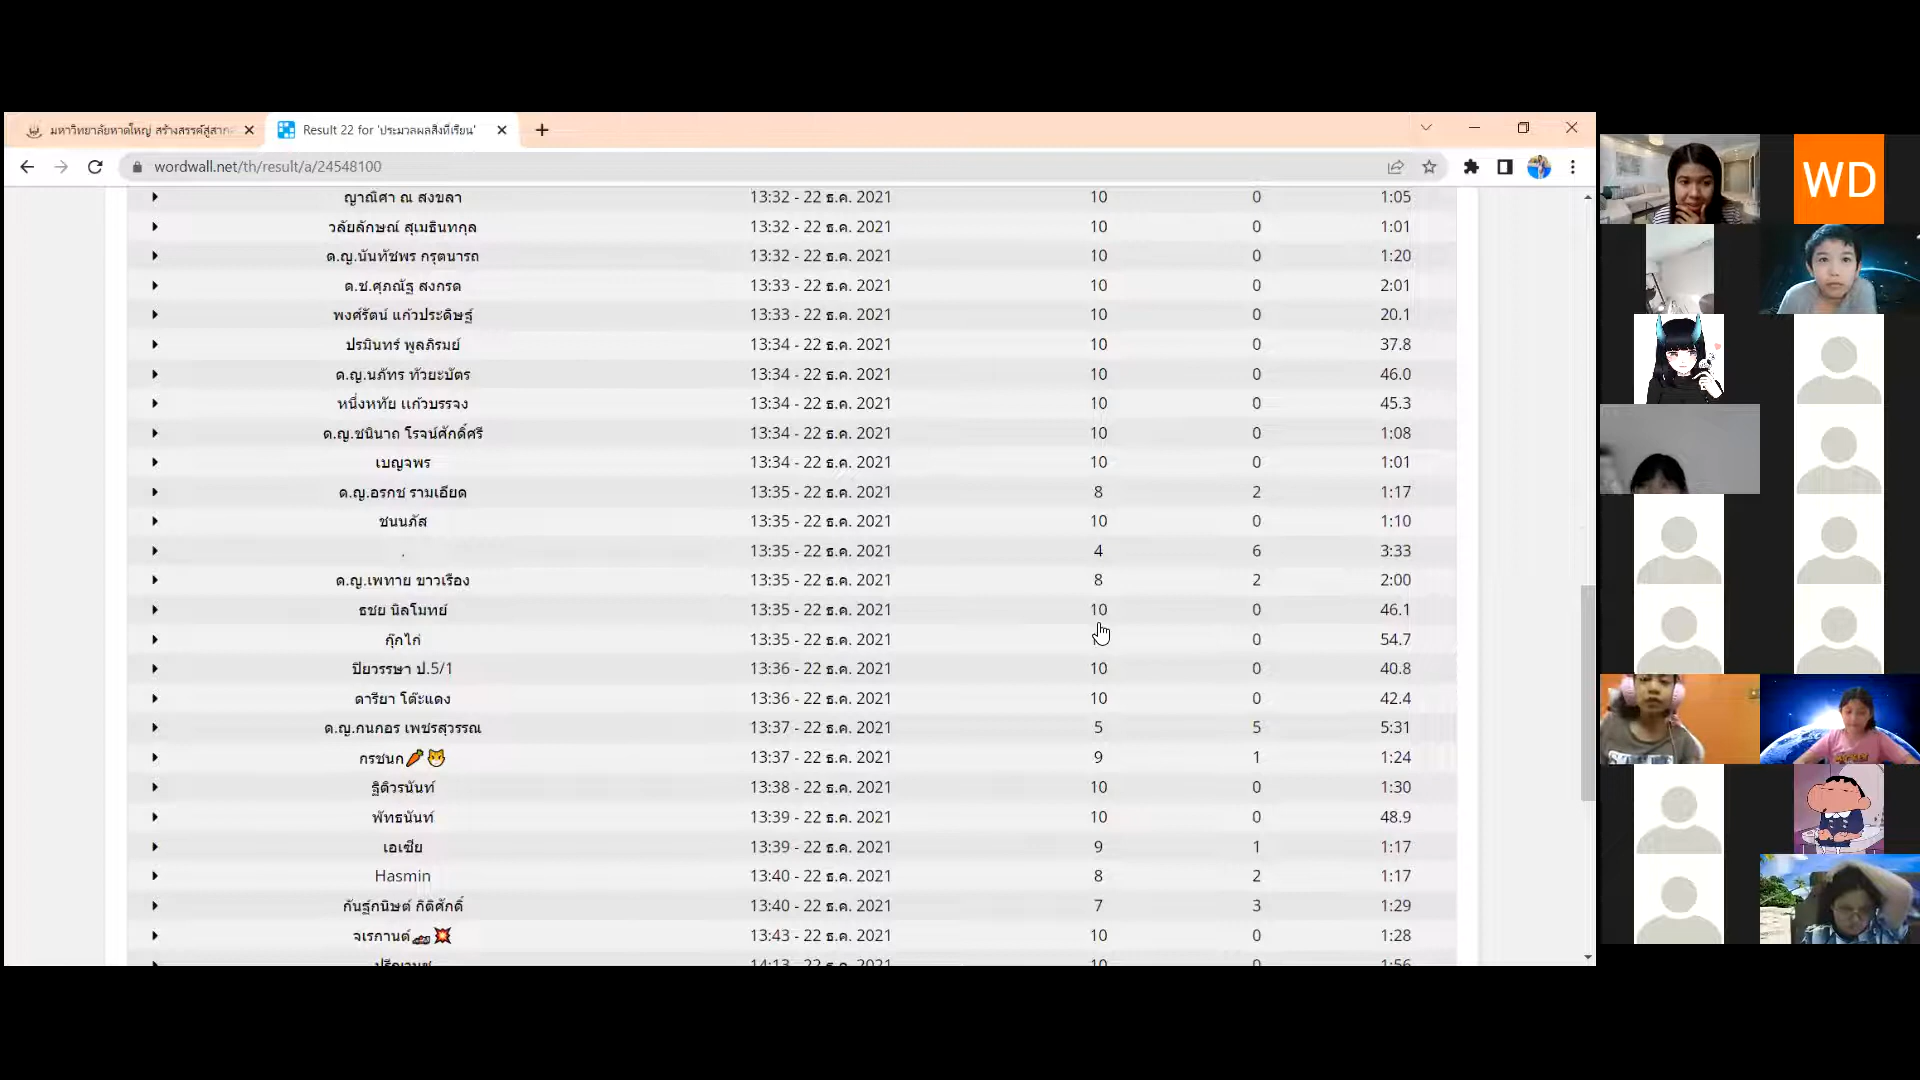 มหาวิทยาลัยหาดใหญ่ สร้างสรรค์สู่สาก
Result 22 for 'ประมวลผลสิ่งที่เรียน'
wordwall.net/th/result/a/24548100
ญาณิศา ณ สงขลา 13:32 - 22 ธ.ค. 2021 10 0 1:05
วลัยลักษณ์ สุเมธินทกุล 13:32 - 22 ธ.ค. 2021 10 0 1:01
ด.ญ.นันทัชพร กรุตนารถ 13:32 - 22 ธ.ค. 2021 10 0 1:20
ด.ช.ศุภณัฐ สงกรด 13:33 - 22 ธ.ค. 2021 10 0 2:01
พงศ์รัตน์ แก้วประดิษฐ์ 13:33 - 22 ธ.ค. 2021 10 0 20.1
ปรมินทร์ พูลภิรมย์ 13:34 - 22 ธ.ค. 2021 10 0 37.8
ด.ญ.นภัทร ทัวยะบัตร 13:34 - 22 ธ.ค. 2021 10 0 46.0
หนึ่งหทัย แก้วบรรจง 13:34 - 22 ธ.ค. 2021 10 0 45.3
ด.ญ.ชนินาถ โรจน์ศักดิ์ศรี 13:34 - 22 ธ.ค. 2021 10 0 1:08
เบญจพร 13:34 - 22 ธ.ค. 2021 10 0 1:01
ด.ญ.อรกช รามเอียด 13:35 - 22 ธ.ค. 2021 8 2 1:17
ชนนภัส 13:35 - 22 ธ.ค. 2021 10 0 1:10
. 13:35 - 22 ธ.ค. 2021 4 6 3:33
ด.ญ.เพทาย ขาวเรือง 13:35 - 22 ธ.ค. 2021 8 2 2:00
ธชย นิลโมทย์ 13:35 - 22 ธ.ค. 2021 10 0 46.1
กุ๊กไก่ 13:35 - 22 ธ.ค. 2021 0 54.7
ปิยวรรษา ป.5/1 13:36 - 22 ธ.ค. 2021 10 0 40.8
ดาริยา โต๊ะแดง 13:36 - 22 ธ.ค. 2021 10 0 42.4
ด.ญ.กนกอร เพชรสุวรรณ 13:37 - 22 ธ.ค. 2021 5 5 5:31
กรชนก🥕🐯 13:37 - 22 ธ.ค. 2021 9 1 1:24
ฐิติวรนันท์ 13:38 - 22 ธ.ค. 2021 10 0 1:30
พัทธนันท์ 13:39 - 22 ธ.ค. 2021 10 0 48.9
เอเซีย 13:39 - 22 ธ.ค. 2021 9 1 1:17
Hasmin 13:40 - 22 ธ.ค. 2021 8 2 1:17
กันฐ์กนิษต์ กิติศักดิ์ 13:40 - 22 ธ.ค. 2021 7 3 1:29
จเรกานต์🏎💥 13:43 - 22 ธ.ค. 2021 10 0 1:28
14:13 - 22 ธ.ค. 2021 10 0 1:56
WD